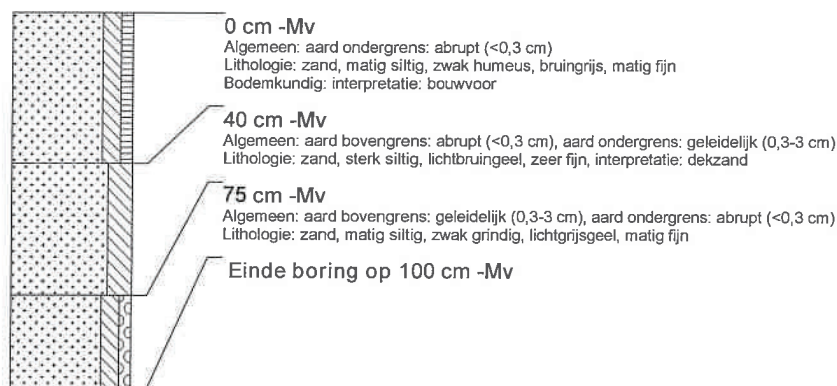 0 cm -Mv
Algemeen: aard ondergrens: abrupt (<0,3 cm)
Lithologie: zand, matig siltig, zwak humeus, bruingrijs, matig fijn
Bodemkundig: interpretatie: bouwvoor
40 cm -Mv
Algemeen: aard bovengrens: abrupt (<0,3 cm), aard ondergrens: geleidelijk (0,3-3 cm)
Lithologie: zand, sterk siltig, lichtbruingeel, zeer fijn, interpretatie: dekzand
75 cm -Mv
Algemeen: aard bovengrens: geleidelijk (0,3-3 cm), aard ondergrens: abrupt (<0,3 cm)
Lithologie: zand, matig siltig, zwak grindig, lichtgrijsgeel, matig fijn
Einde boring op 100 cm -Mv